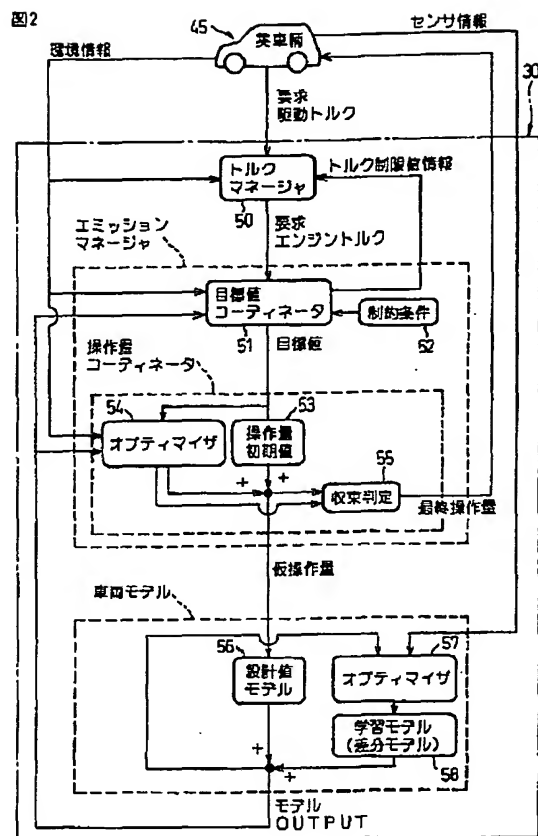 図2
45
センサ情報
環境情報
実車両
30
要求
駆動トルク
トルク制限値情報
トルク
マネージャ
50
要求
エンジントルク
エミッション
マネージャ
目標値
コーディネータ
制約条件
51
目標値
52
操作量
コーディネータ
54
53
オプティマイザ
操作量
初期値
55
+
+
収束判定
最終操作量
仮操作量
車両モデル
56
57
設計値
モデル
オプティマイザ
学習モデル
(差分モデル)
+
+
58
モデル
OUTPUT